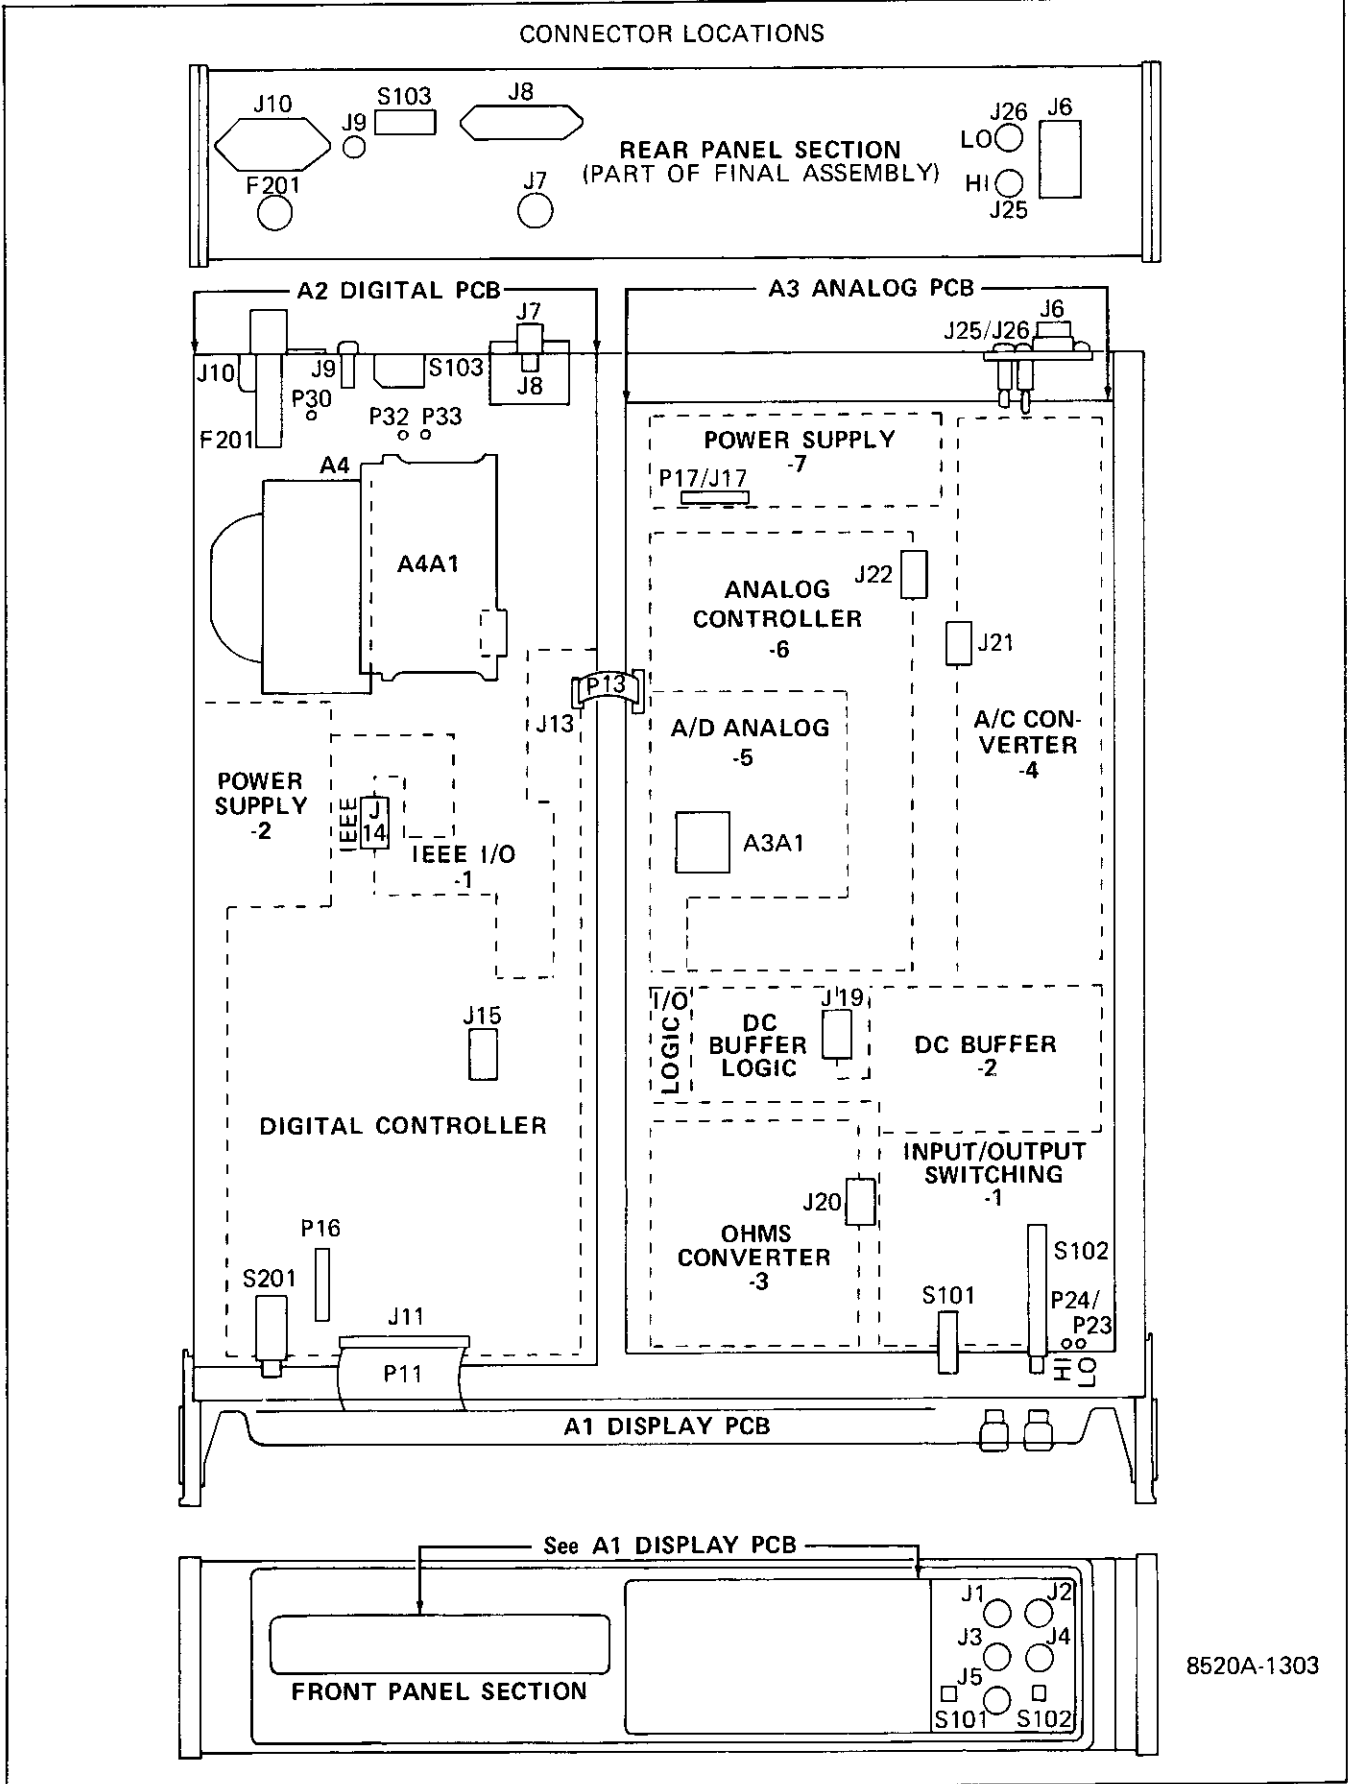 CONNECTOR LOCATIONS
J10
J9
S103
J8
J26
J6
LO
REAR PANEL SECTION
(PART OF FINAL ASSEMBLY)
F201
J7
HI
J25
A2 DIGITAL PCB
A3 ANALOG PCB
J7
J6
J25/J26
J10
J9
S103
J8
P30
P32
P33
F201
A4
POWER SUPPLY
-7
P17/J17
A4A1
J22
ANALOG
CONTROLLER
-6
J21
P13
J13
A/D ANALOG
-5
A/C CON-
VERTER
-4
POWER
SUPPLY
-2
IEEE
J
14
A3A1
IEEE I/O
-1
I/O
LOGIC
J19
DC
BUFFER
LOGIC
DC BUFFER
-2
J15
DIGITAL CONTROLLER
INPUT/OUTPUT
SWITCHING
-1
J20
P16
OHMS
CONVERTER
-3
S102
S201
S101
P24/
P23
J11
HI
LO
P11
A1 DISPLAY PCB
See A1 DISPLAY PCB
J1
J2
J3
J4
J5
FRONT PANEL SECTION
S101
S102
8520A-1303